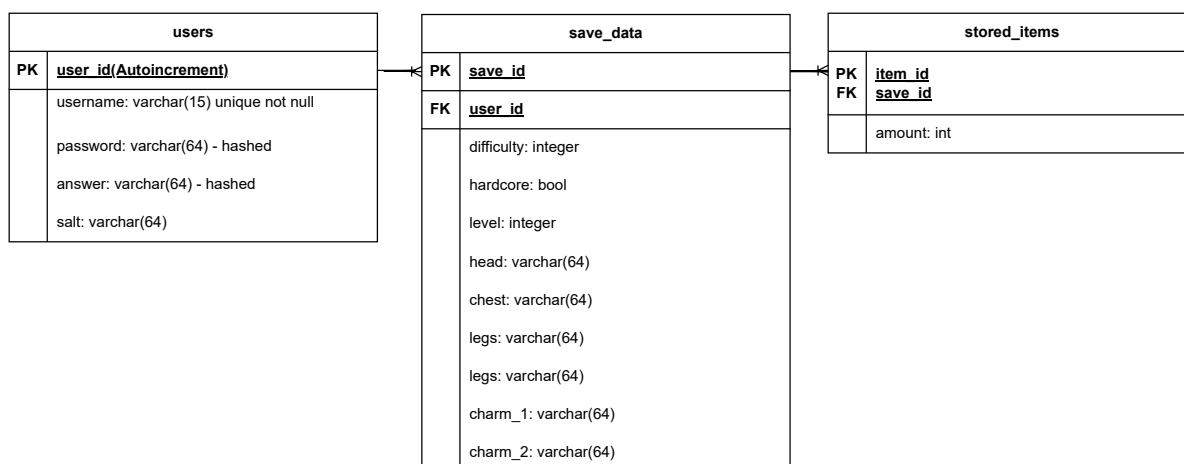 users
PK user_id(Autoincrement)
username: varchar(15) unique not null
password: varchar(64) - hashed
answer: varchar(64) - hashed
salt: varchar(64)
save_data
PK save_id
FK user_id
difficulty: integer
hardcore: bool
level: integer
head: varchar(64)
chest: varchar(64)
legs: varchar(64)
legs: varchar(64)
charm_1: varchar(64)
charm_2: varchar(64)
stored_items
PK item_id
FK save_id
amount: int